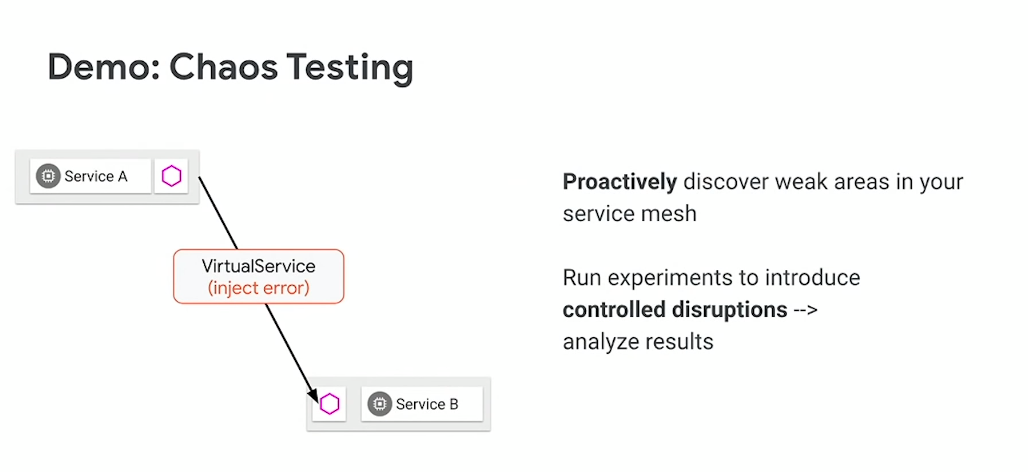 Demo: Chaos Testing
Service A
VirtualService
(inject error)
Service B
Proactively discover weak areas in your
service mesh
Run experiments to introduce
controlled disruptions -->
analyze results